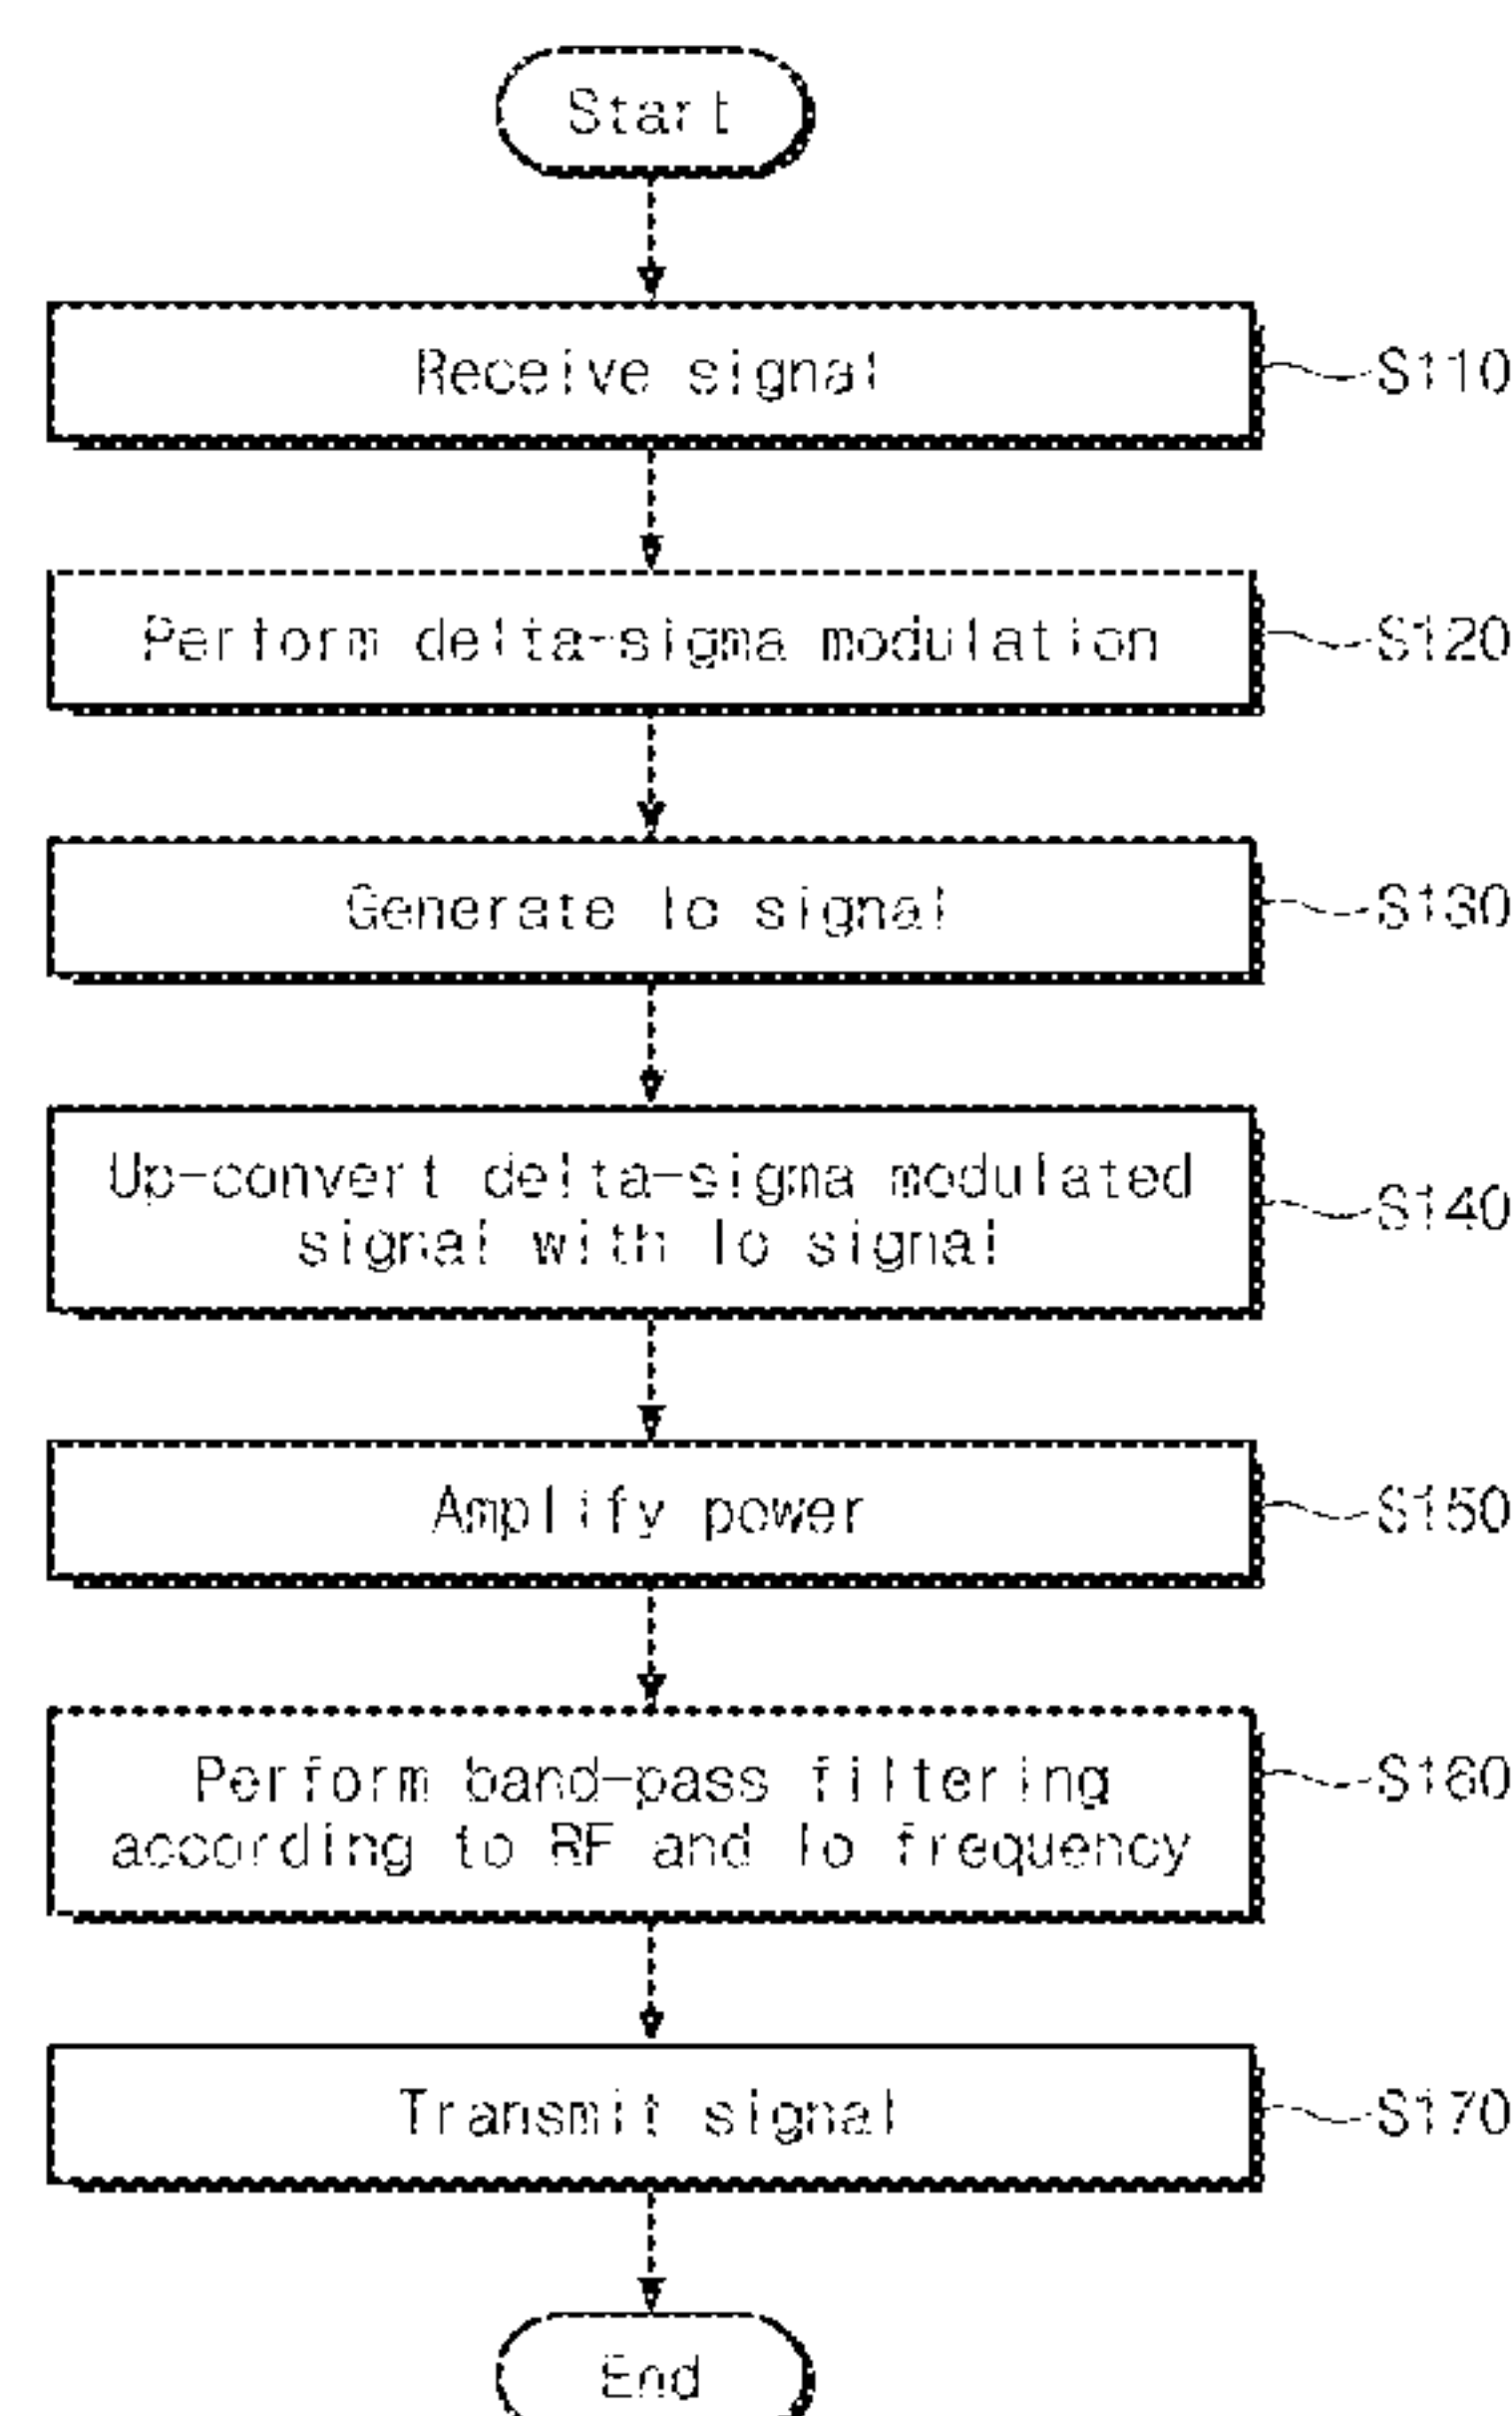 Start
Receive signal
S110
Perform delta-sigma modulation
S120
Generate lo signal
S130
Up-convert delta-sigma modulated
signal with lo signal
S140
Amplify power
S150
Perform band-pass filtering
according to RF and lo frequency
S160
Transmit signal
S170
End